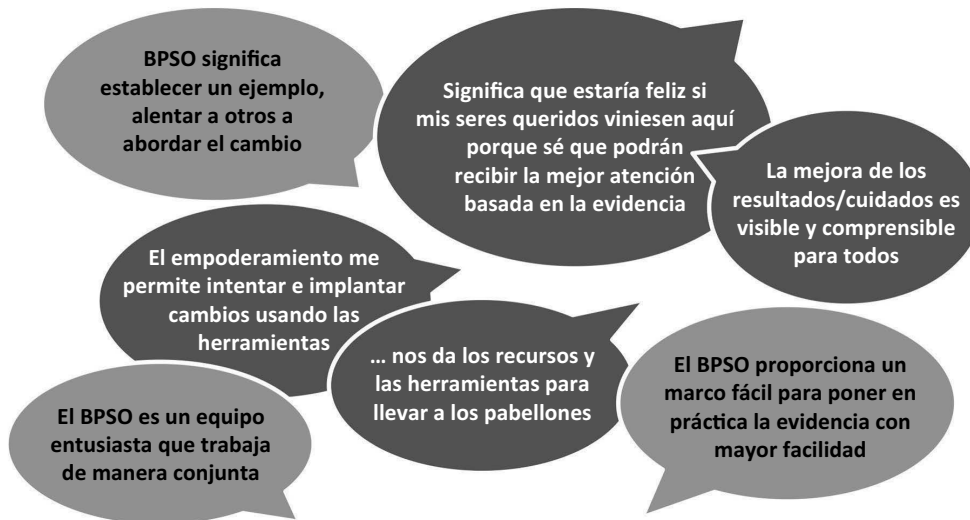 BPSO significa
establecer un ejemplo,
alentar a otros a
abordar el cambio
Significa que estaría feliz si
mis seres queridos viniesen aquí
porque sé que podrán
recibir la mejor atención
basada en la evidencia
La mejora de los
resultados/cuidados es
visible y comprensible
para todos
El empoderamiento me
permite intentar e implantar
cambios usando las
herramientas
... nos da los recursos y
las herramientas para
llevar a los pabellones
El BPSO proporciona un
marco fácil para poner en
práctica la evidencia con
mayor facilidad
El BPSO es un equipo
entusiasta que trabaja
de manera conjunta